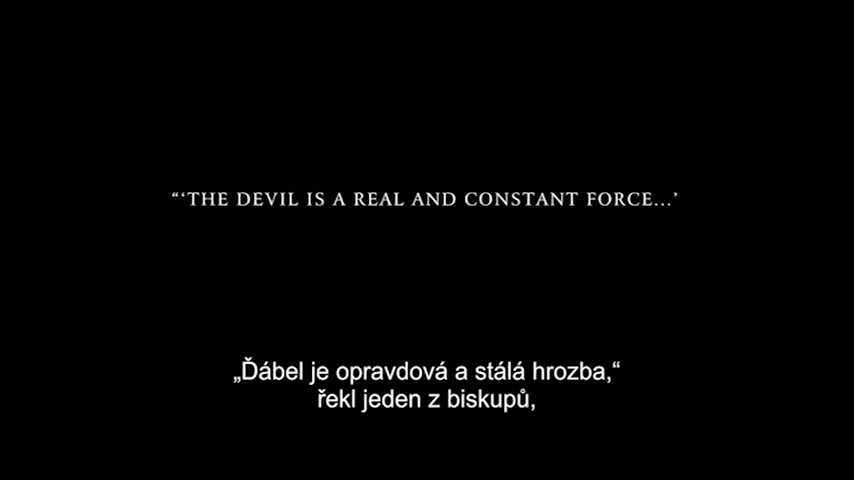 “‘THE DEVIL IS A REAL AND CONSTANT FORCE...’
„Ďábel je opravdová a stálá hrozba,“
řekl jeden z biskupů,